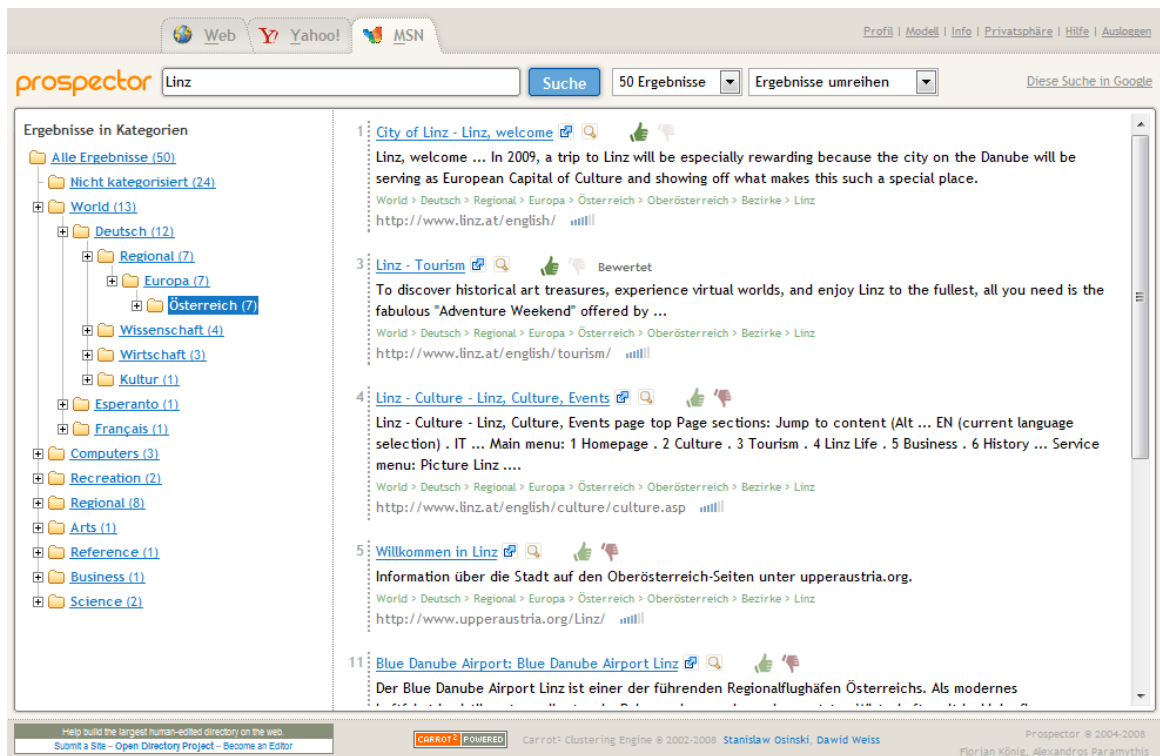 Web Yahoo! MSN
Profil | Modell | Info | Privatsphäre | Hilfe | Ausloggen
prospector Linz Suche 50 Ergebnisse Ergebnisse umreihen Diese Suche in Google
Ergebnisse in Kategorien
Alle Ergebnisse (50)
Nicht kategorisiert (24)
World (13)
Deutsch (12)
Regional (7)
Europa (7)
Österreich (7)
Wissenschaft (4)
Wirtschaft (3)
Kultur (1)
Esperanto (1)
Français (1)
Computers (3)
Recreation (2)
Regional (8)
Arts (1)
Reference (1)
Business (1)
Science (2)
1 City of Linz - Linz, welcome
Linz, welcome ... In 2009, a trip to Linz will be especially rewarding because the city on the Danube will be
serving as European Capital of Culture and showing off what makes this such a special place.
World > Deutsch > Regional > Europa > Österreich > Oberösterreich > Bezirke > Linz
http://www.linz.at/english/
3 Linz - Tourism Bewertet
To discover historical art treasures, experience virtual worlds, and enjoy Linz to the fullest, all you need is the
fabulous "Adventure Weekend" offered by ...
World > Deutsch > Regional > Europa > Österreich > Oberösterreich > Bezirke > Linz
http://www.linz.at/english/tourism/
4 Linz - Culture - Linz, Culture, Events
Linz - Culture - Linz, Culture, Events page top Page sections: Jump to content (Alt ... EN (current language
selection) . IT ... Main menu: 1 Homepage . 2 Culture . 3 Tourism . 4 Linz Life . 5 Business . 6 History ... Service
menu: Picture Linz ....
World > Deutsch > Regional > Europa > Österreich > Oberösterreich > Bezirke > Linz
http://www.linz.at/english/culture/culture.asp
5 Willkommen in Linz
Information über die Stadt auf den Oberösterreich-Seiten unter upperaustria.org.
World > Deutsch > Regional > Europa > Österreich > Oberösterreich > Bezirke > Linz
http://www.upperaustria.org/Linz/
11 Blue Danube Airport: Blue Danube Airport Linz
Der Blue Danube Airport Linz ist einer der führenden Regionalflughäfen Österreichs. Als modernes
Help build the largest human-edited directory on the web.
Submit a Site – Open Directory Project – Become an Editor
CARROT² POWERED Carrot² Clustering Engine © 2002-2008 Stanislaw Osinski, Dawid Weiss
Prospector © 2004-2008
Florian König, Alexandros Paramythis